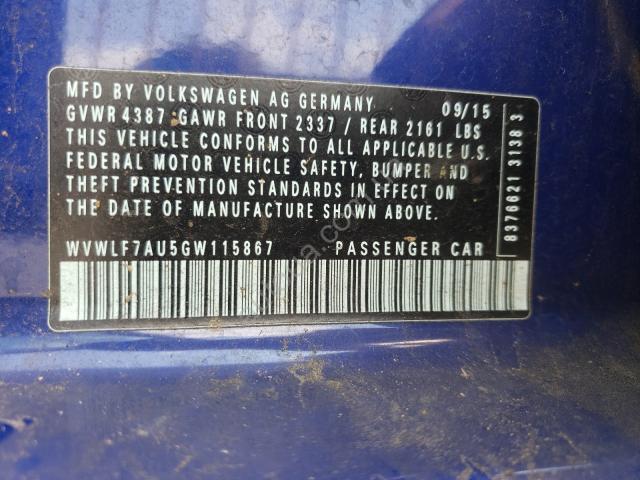 MFD BY VOLKSWAGEN AG GERMANY 09/15
GVWR 4387 GAWR FRONT 2337 / REAR 2161 LBS
THIS VEHICLE CONFORMS TO ALL APPLICABLE U.S.
FEDERAL MOTOR VEHICLE SAFETY, BUMPER AND
THEFT PREVENTION STANDARDS IN EFFECT ON
THE DATE OF MANUFACTURE SHOWN ABOVE.
WVWLF7AU5GW115867 PASSENGER CAR
8376621 3138 3